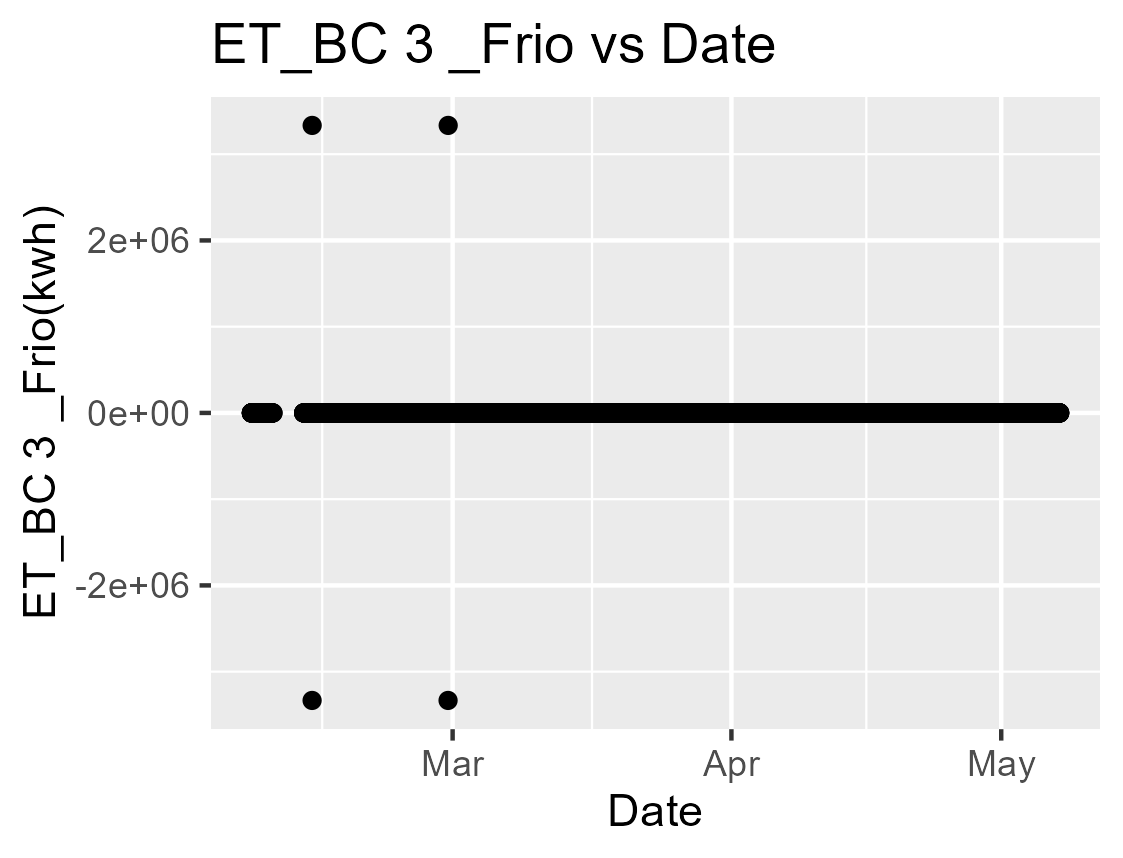 ET_BC 3 _Frio vs Date
ET_BC 3 _Frio(kwh)
2e+06
0e+00
-2e+06
Mar Apr May
Date